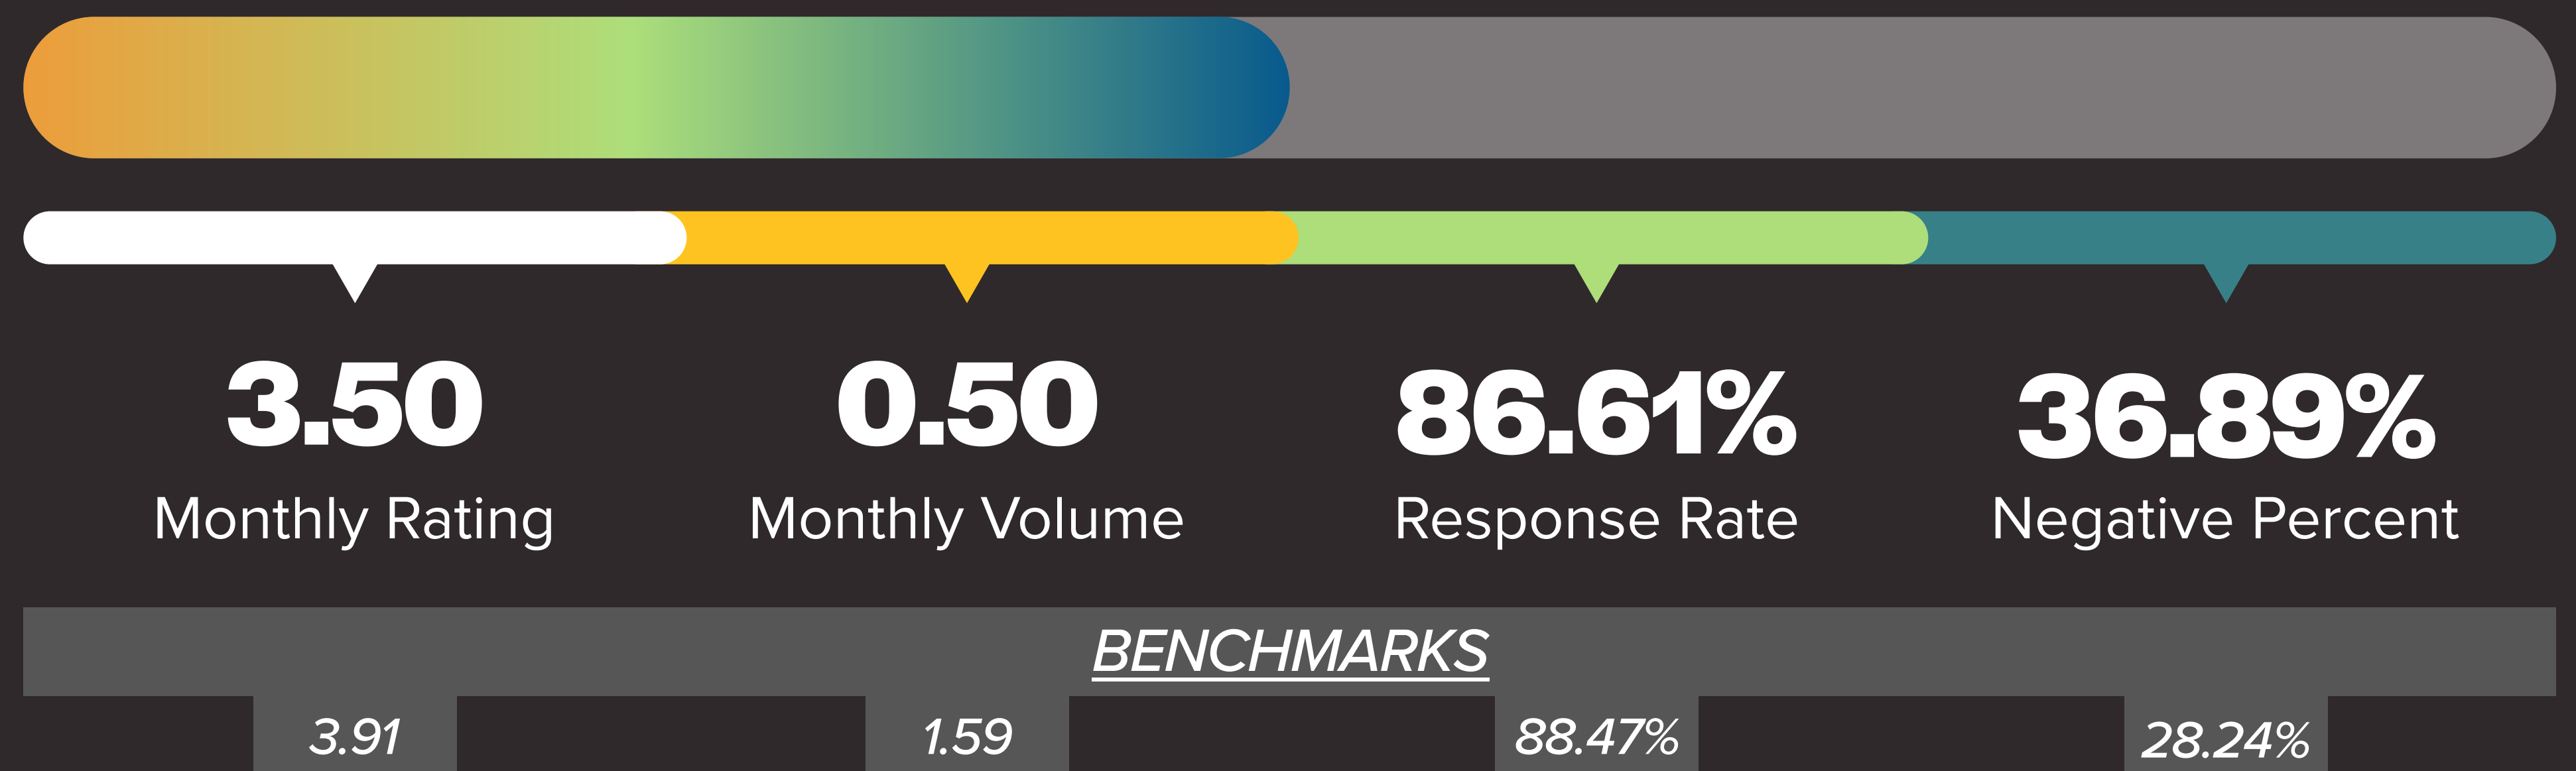 3.50 0.50 86.61% 36.89%
Monthly Rating Monthly Volume Response Rate Negative Percent
BENCHMARKS
3.91 1.59 88.47% 28.24%